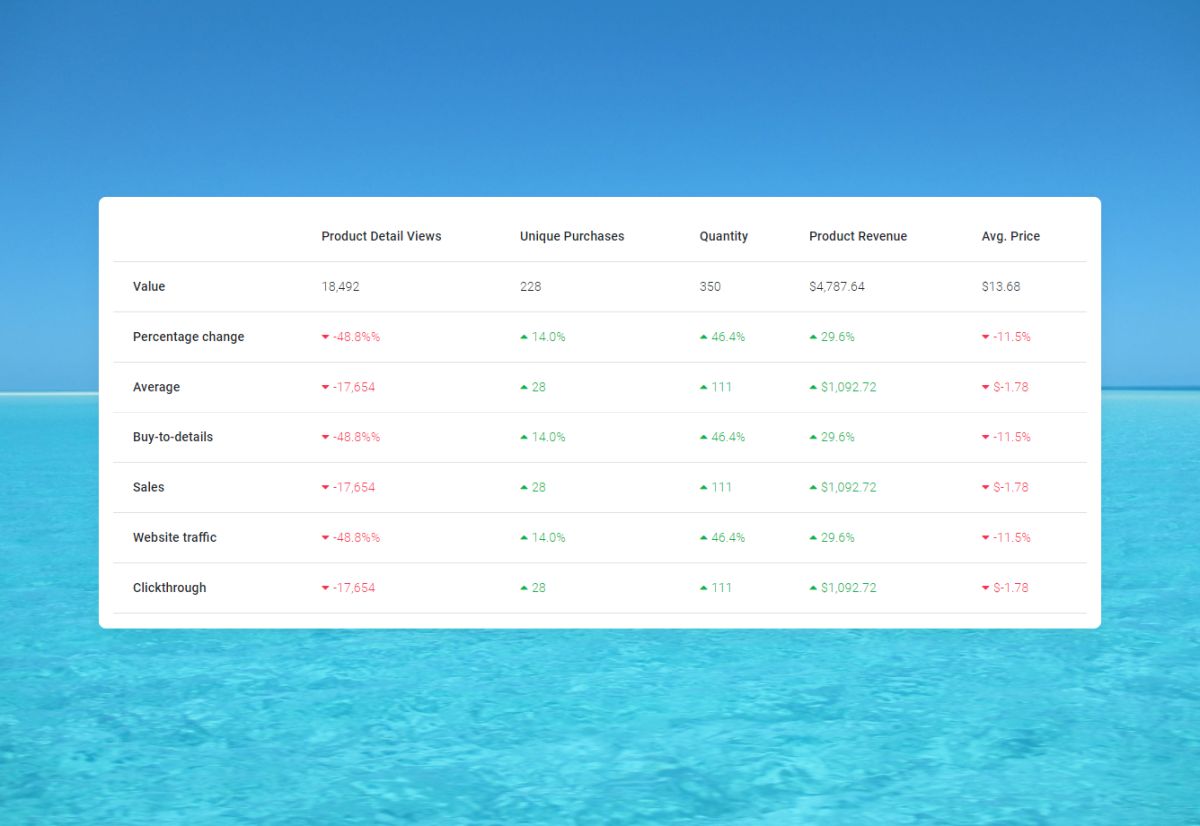 Product Detail Views Unique Purchases Quantity Product Revenue Avg. Price
Value 18,492 228 350 $4,787.64 $13.68
Percentage change -48.8%% 14.0% 46.4% 29.6% -11.5%
Average -17,654 28 111 $1,092.72 $-1.78
Buy-to-details -48.8%% 14.0% 46.4% 29.6% -11.5%
Sales -17,654 28 111 $1,092.72 $-1.78
Website traffic -48.8%% 14.0% 46.4% 29.6% -11.5%
Clickthrough -17,654 28 111 $1,092.72 $-1.78